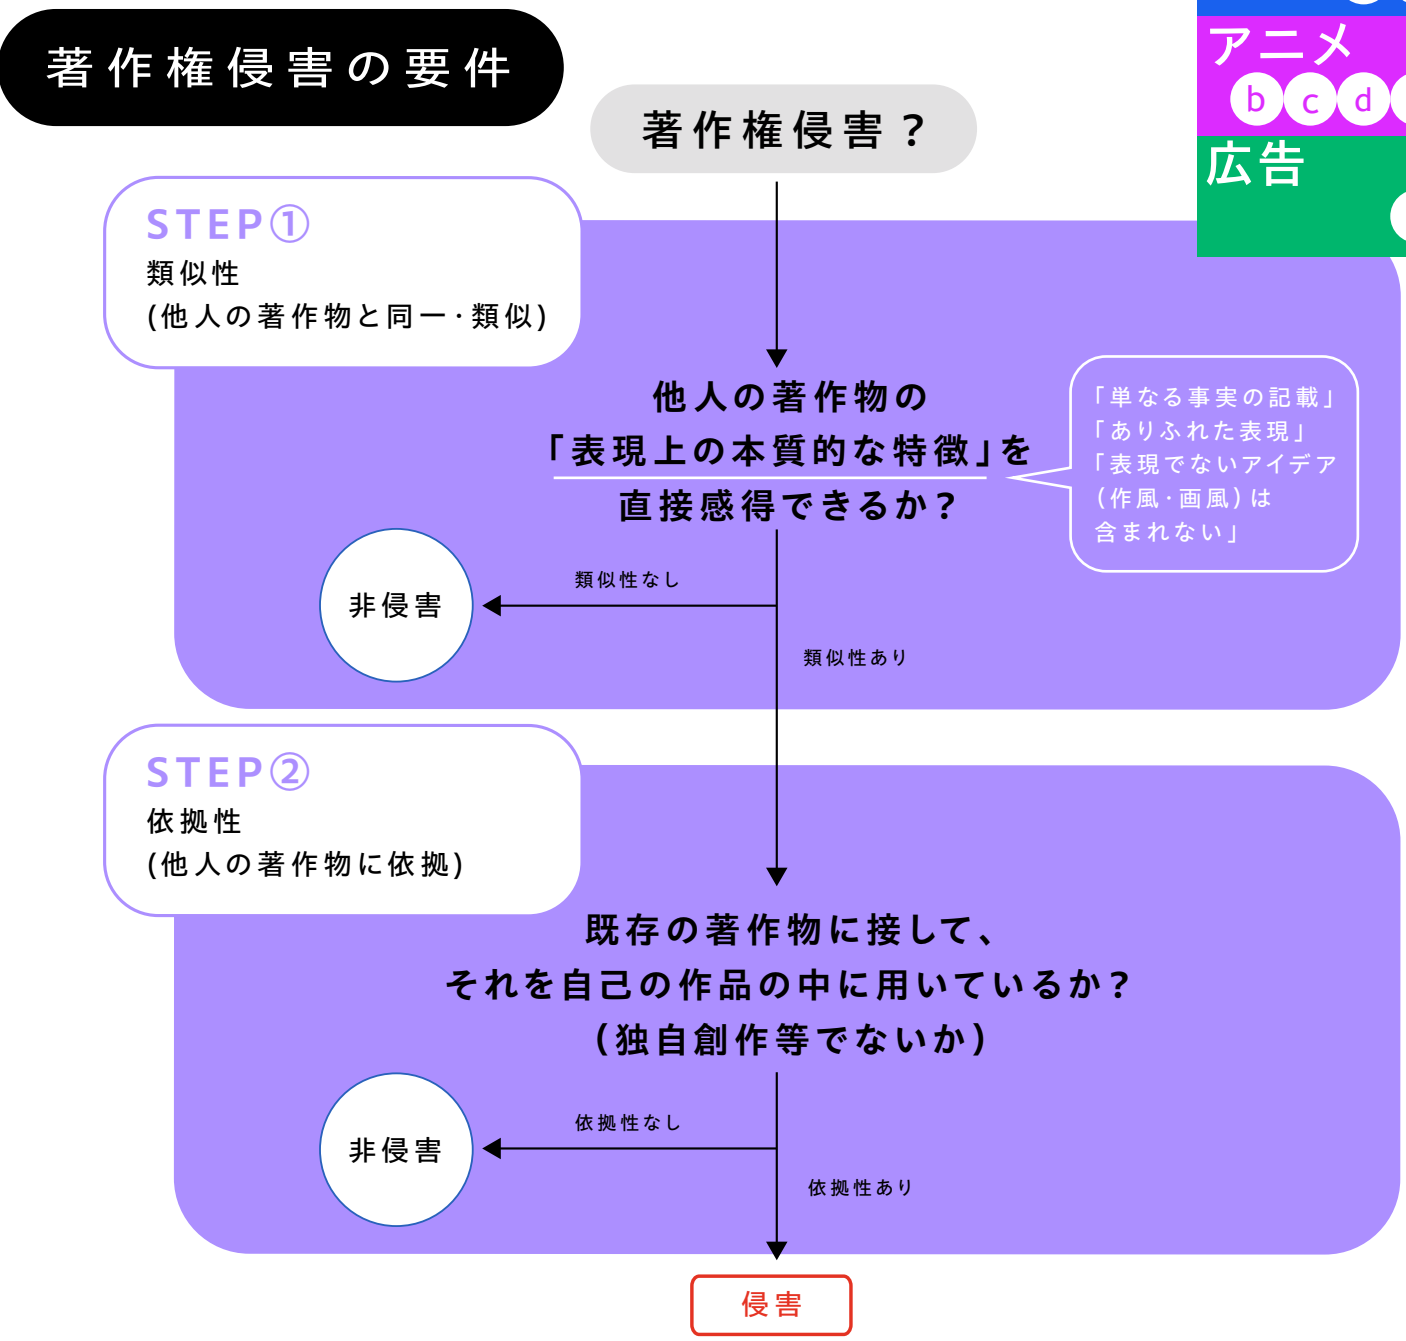 著作権侵害の要件
著作権侵害？
アニメ
b c d
広告
STEP①
類似性
(他人の著作物と同一・類似)
他人の著作物の
「表現上の本質的な特徴」を
直接感得できるか？
「単なる事実の記載」
「ありふれた表現」
「表現でないアイデア
(作風・画風)は
含まれない」
類似性なし
非侵害
類似性あり
STEP②
依拠性
(他人の著作物に依拠)
既存の著作物に接して、
それを自己の作品の中に用いているか？
(独自創作等でないか)
依拠性なし
非侵害
依拠性あり
侵害